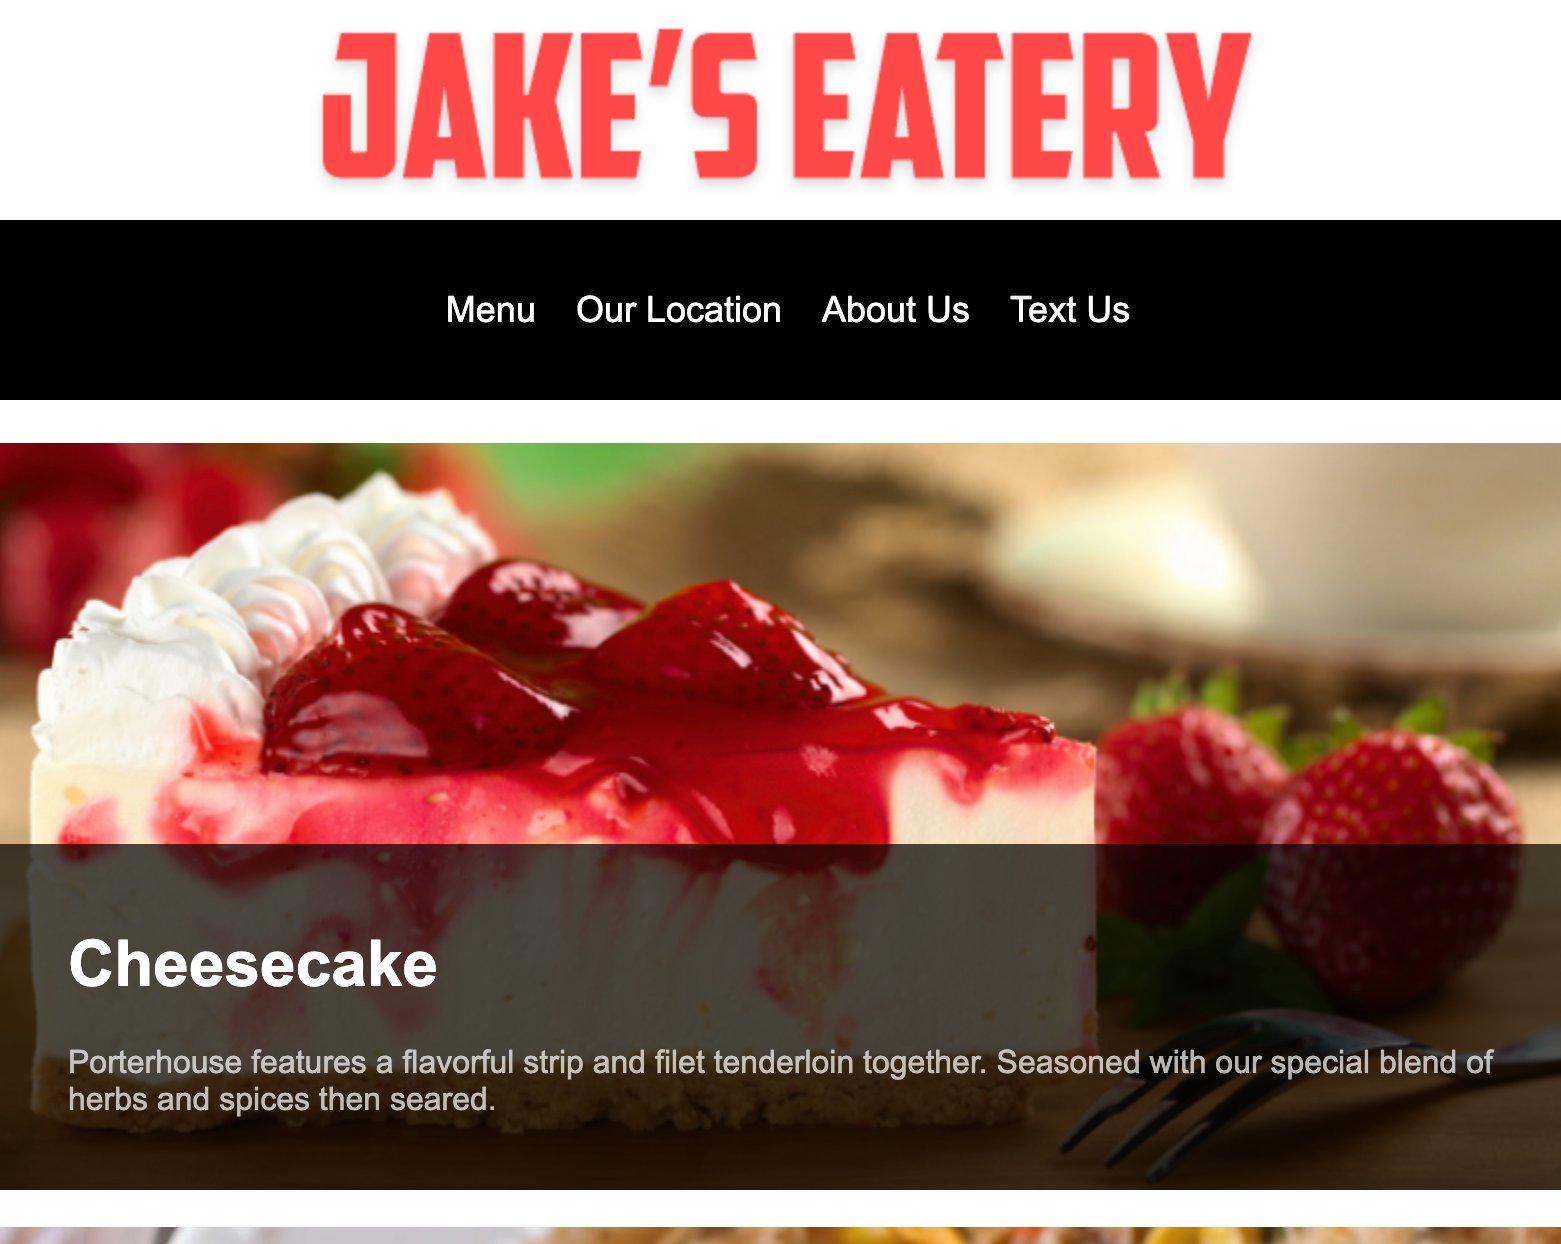 JAKE'S EATERY
Menu Our Location About Us Text Us
Cheesecake
Porterhouse features a flavorful strip and filet tenderloin together. Seasoned with our special blend of
herbs and spices then seared.